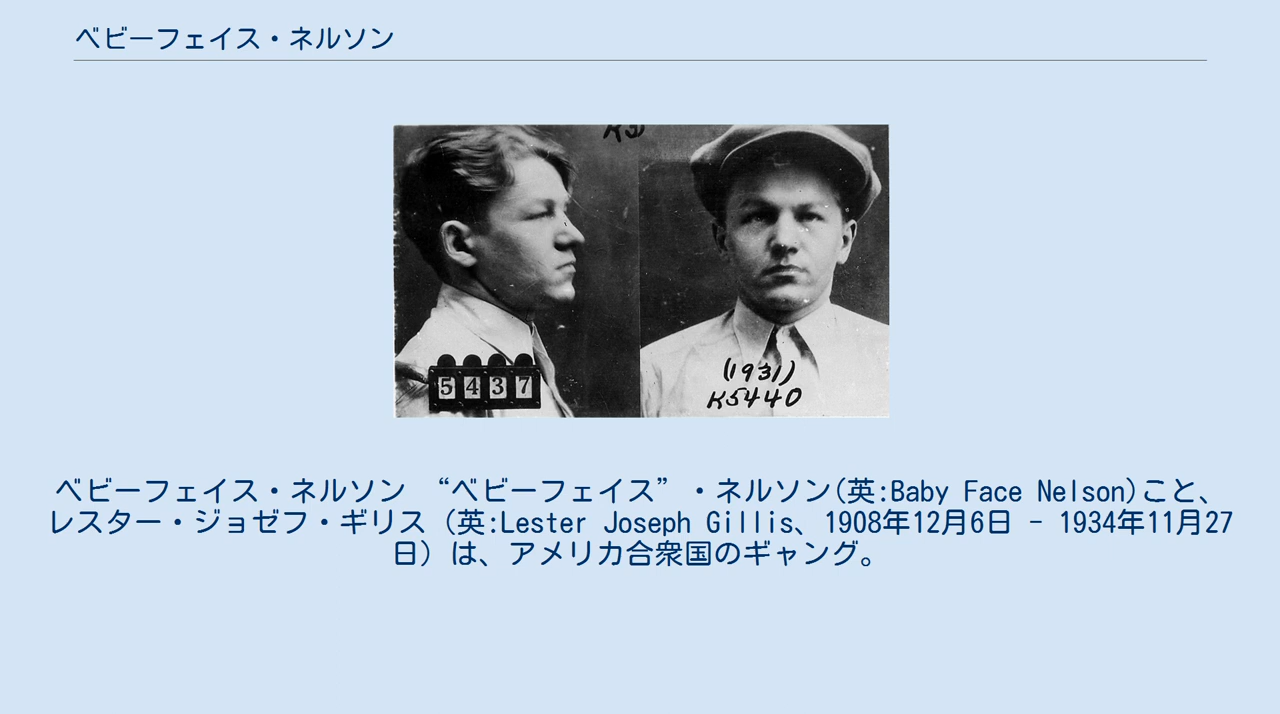 ベビーフェイス・ネルソン
5437
(1931)
K5440
ベビーフェイス・ネルソン　“ベビーフェイス”・ネルソン(英:Baby Face Nelson)こと、
レスター・ジョゼフ・ギリス（英:Lester Joseph Gillis、1908年12月6日 - 1934年11月27
日）は、アメリカ合衆国のギャング。